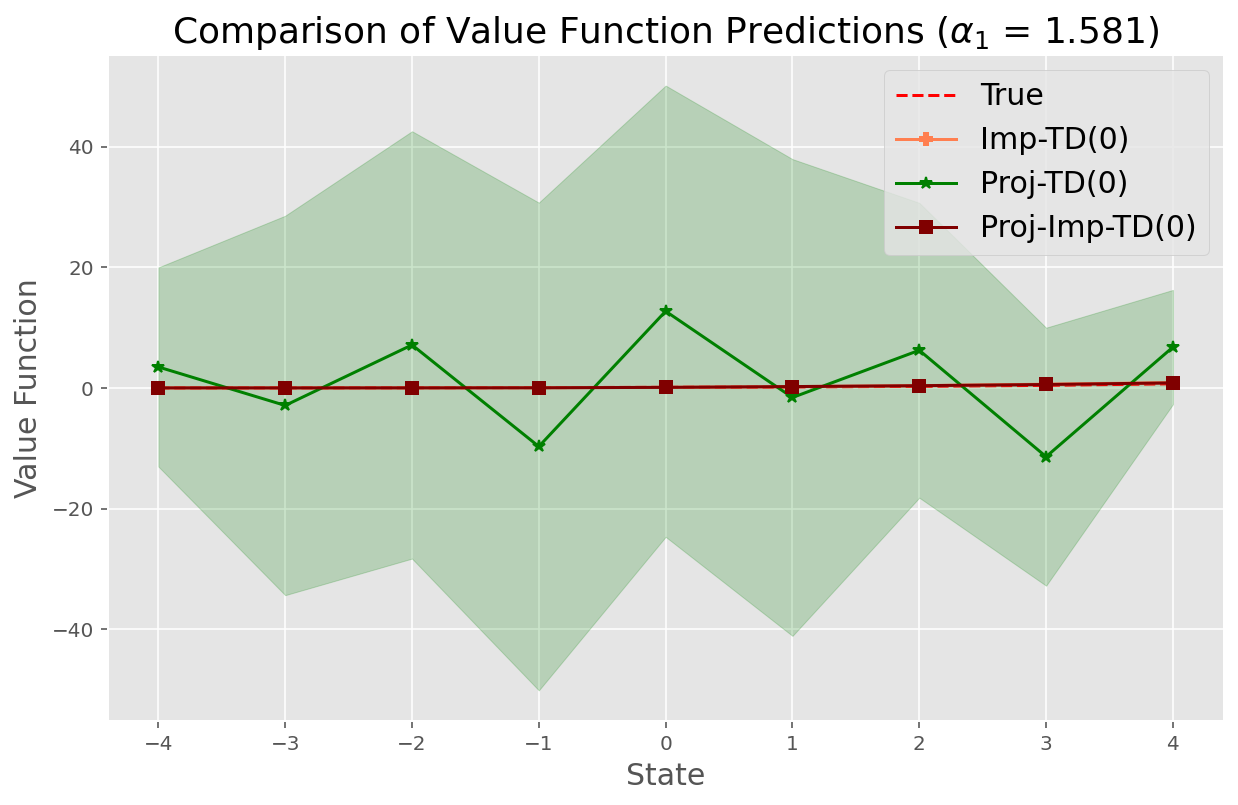 Comparison of Value Function Predictions (α₁ = 1.581)
True
Imp-TD(0)
Proj-TD(0)
Proj-Imp-TD(0)
Value Function
40
20
0
−20
−40
−4 −3 −2 −1 0 1 2 3 4
State